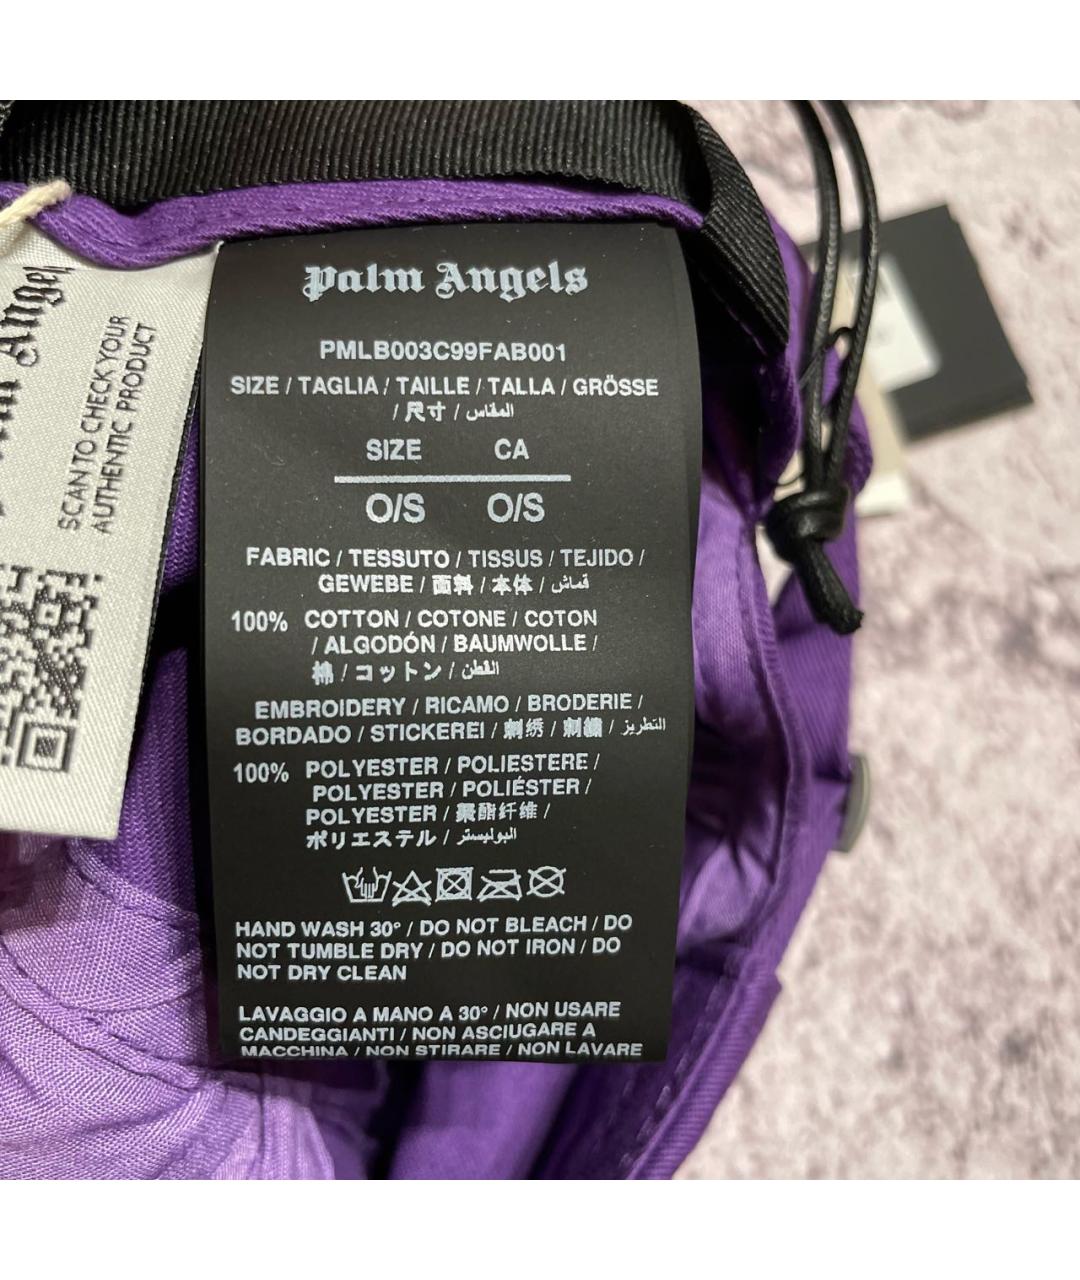 Palm Angels
PMLB003C99FAB001
SIZE / TAGLIA / TAILLE / TALLA / GRÖSSE
/ 尺寸 / المقاس
SIZE CA
O/S O/S
FABRIC / TESSUTO / TISSUS / TEJIDO /
GEWEBE / 面料 / 本体 / قماش
100% COTTON / COTONE / COTON
/ ALGODÓN / BAUMWOLLE /
棉 / コットン / القطن
EMBROIDERY / RICAMO / BRODERIE /
BORDADO / STICKEREI / 刺绣 / 刺繍 / التطريز
100% POLYESTER / POLIESTERE /
POLYESTER / POLIÉSTER /
POLYESTER / 聚酯纤维 /
ポリエステル / البوليستر
HAND WASH 30° / DO NOT BLEACH / DO
NOT TUMBLE DRY / DO NOT IRON / DO
NOT DRY CLEAN
LAVAGGIO A MANO A 30° / NON USARE
CANDEGGIANTI / NON ASCIUGARE A
MACCHINA / NON STIRARE / NON LAVARE
Angel
SCAN TO CHECK YOUR
AUTHENTIC PRODUCT